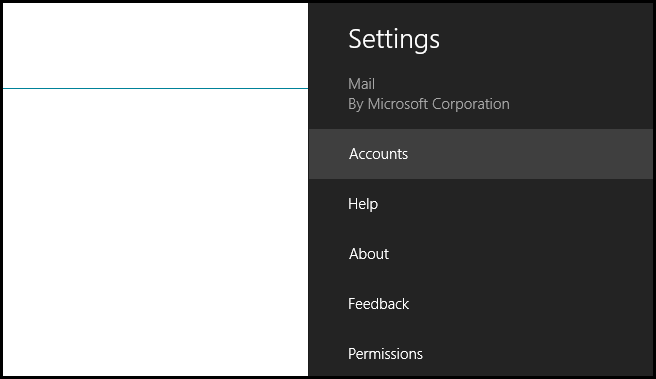 Settings
Mail
By Microsoft Corporation
Accounts
Help
About
Feedback
Permissions